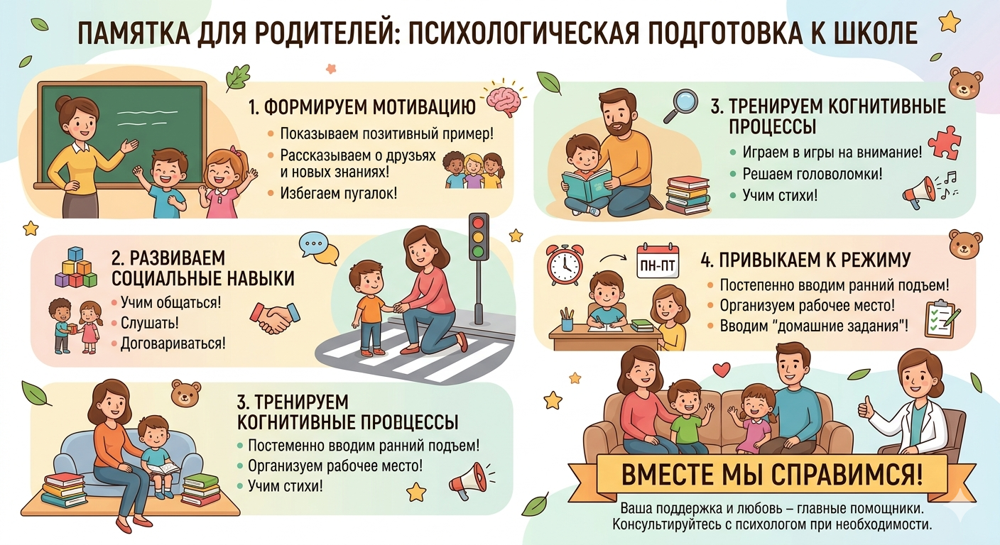 ПАМЯТКА ДЛЯ РОДИТЕЛЕЙ: ПСИХОЛОГИЧЕСКАЯ ПОДГОТОВКА К ШКОЛЕ
1. ФОРМИРУЕМ МОТИВАЦИЮ
• Показываем позитивный пример!
• Рассказываем о друзьях
и новых знаниях!
• Избегаем пугалок!
2. РАЗВИВАЕМ
СОЦИАЛЬНЫЕ НАВЫКИ
• Учим общаться!
• Слушать!
• Договариваться!
3. ТРЕНИРУЕМ
КОГНИТИВНЫЕ ПРОВЦЕССЫ
• Постеменно вводим ранний подъем!
• Организуем рабочее место!
• Учим стихи!
3. ТРЕНИРУЕМ КОГНИТИВНЫЕ
ПРОЦЕССЫ
• Играем в игры на внимание!
• Решаем головоломки!
• Учим стихи!
ПН-ПТ
4. ПРИВЫКАЕМ К РЕЖИМУ
• Постепенно вводим ранний подъем!
• Организуем рабочее место!
• Вводим "домашние задания"!
ВМЕСТЕ МЫ СПРАВИМСЯ!
Ваша поддержка и любовь – главные помощники.
Консультируйтесь с психологом при необходимости.